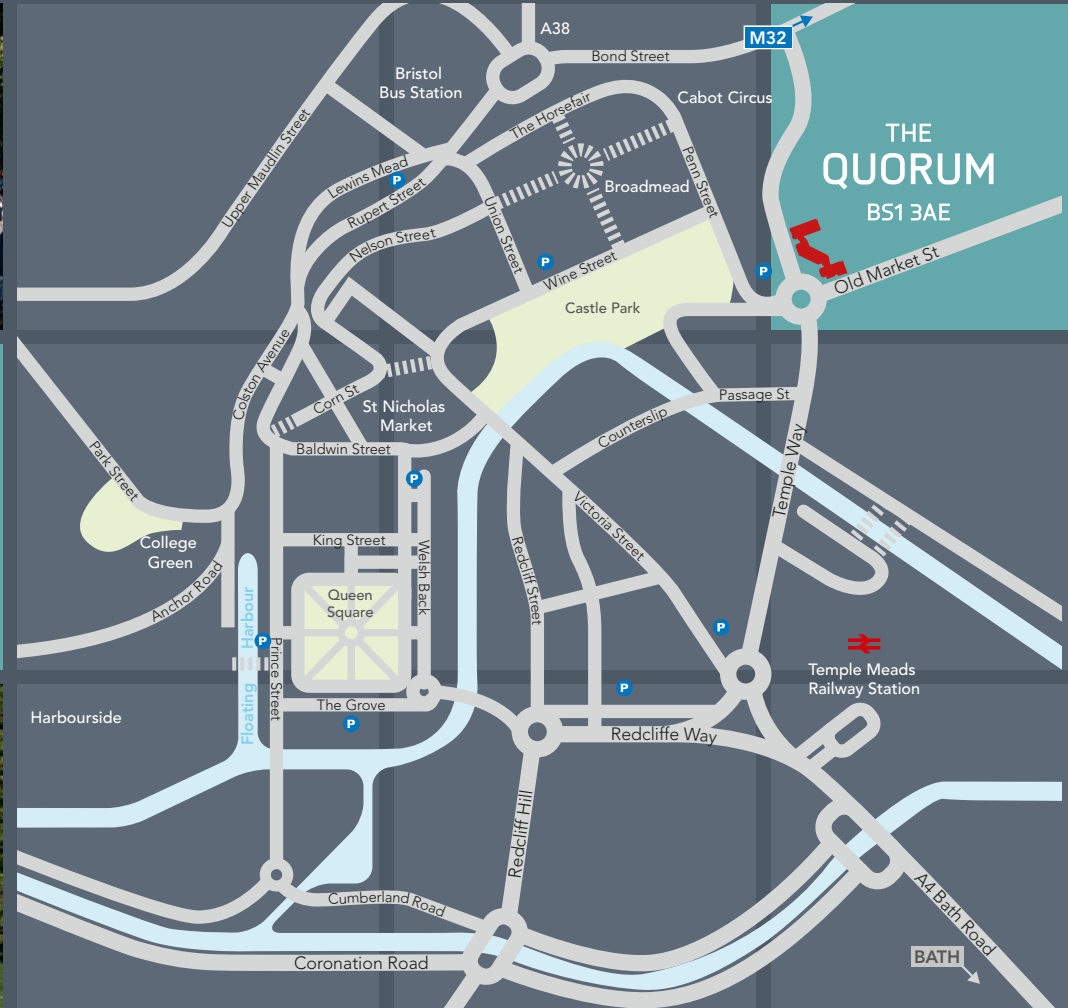 A38
M32
Bond Street
Bristol
Bus Station
The Horsefair
Cabot Circus
THE
QUORUM
BS1 3AE
Upper Maudlin Street
Lewins Mead
P
Rupert Street
Penn Street
Broadmead
Union Street
Nelson Street
Wine Street
P
P
Old Market St
Castle Park
Colston Avenue
Corn St
St Nicholas
Market
Passage St
Counterslip
Baldwin Street
Park Street
P
Temple Way
Victoria Street
College
Green
King Street
Welsh Back
Redcliff Street
Anchor Road
Queen
Square
Floating Harbour
P
Prince Street
P
Temple Meads
Railway Station
P
The Grove
P
Harbourside
Redcliffe Way
Redcliff Hill
Cumberland Road
Coronation Road
A4 Bath Road
BATH